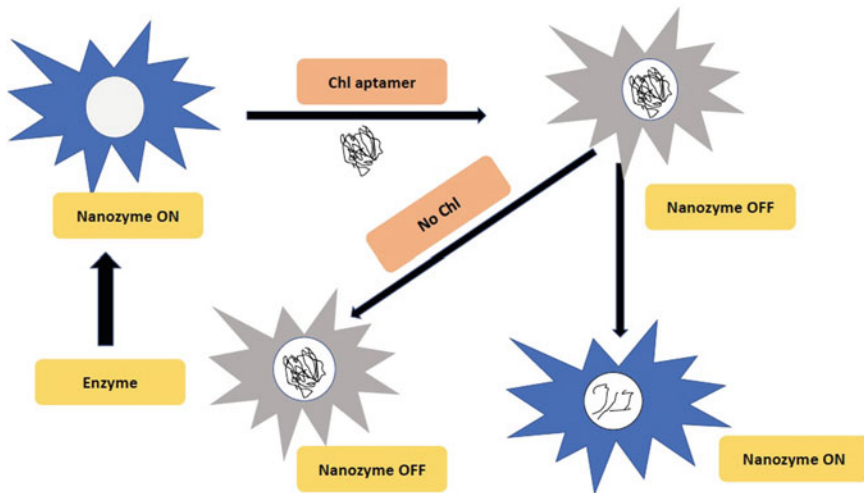 Chl aptamer
Nanozyme ON
No Chl
Nanozyme OFF
Enzyme
Nanozyme OFF
Nanozyme ON